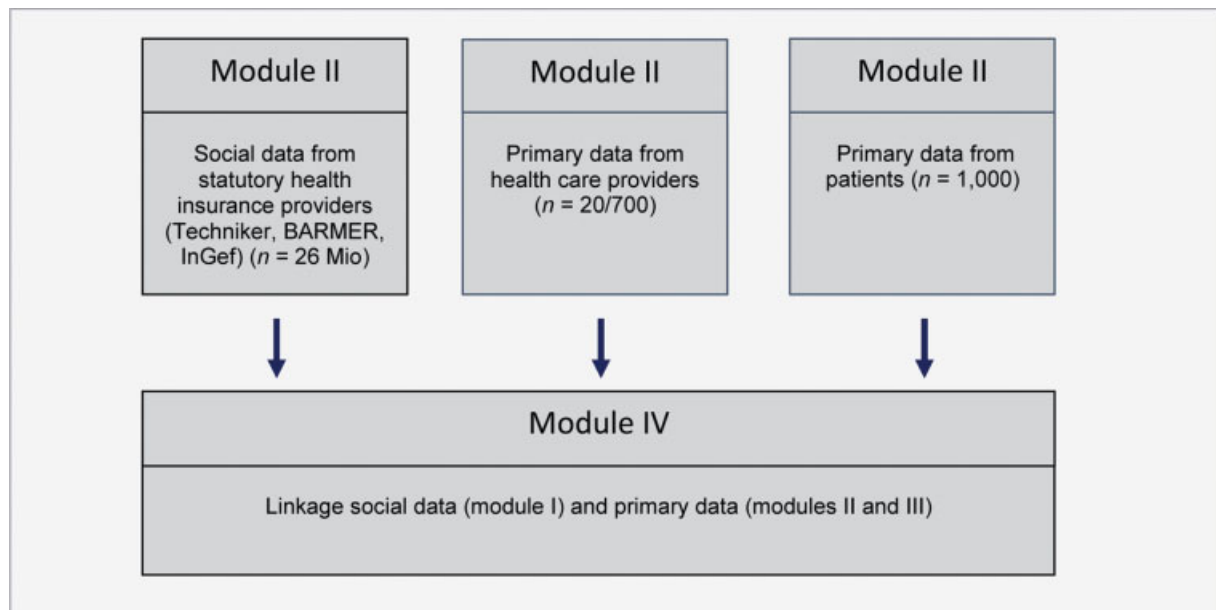 Module II
Social data from
statutory health
insurance providers
(Techniker, BARMER,
InGef) (n = 26 Mio)
Module II
Primary data from
health care providers
(n = 20/700)
Module II
Primary data from
patients (n = 1,000)
Module IV
Linkage social data (module I) and primary data (modules II and III)